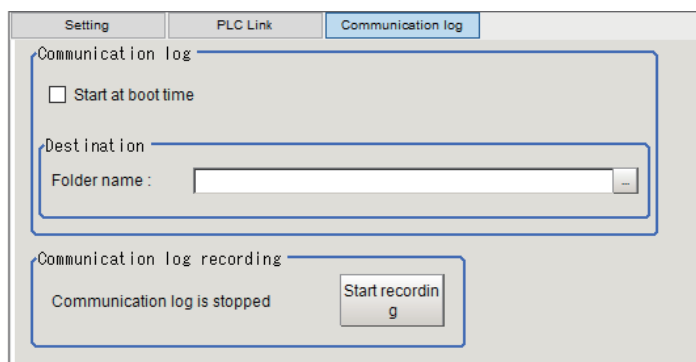 Setting PLC Link Communication log
Communication log
Start at boot time
Destination
Folder name :
...
Communication log recording
Communication log is stopped
Start recordin
g